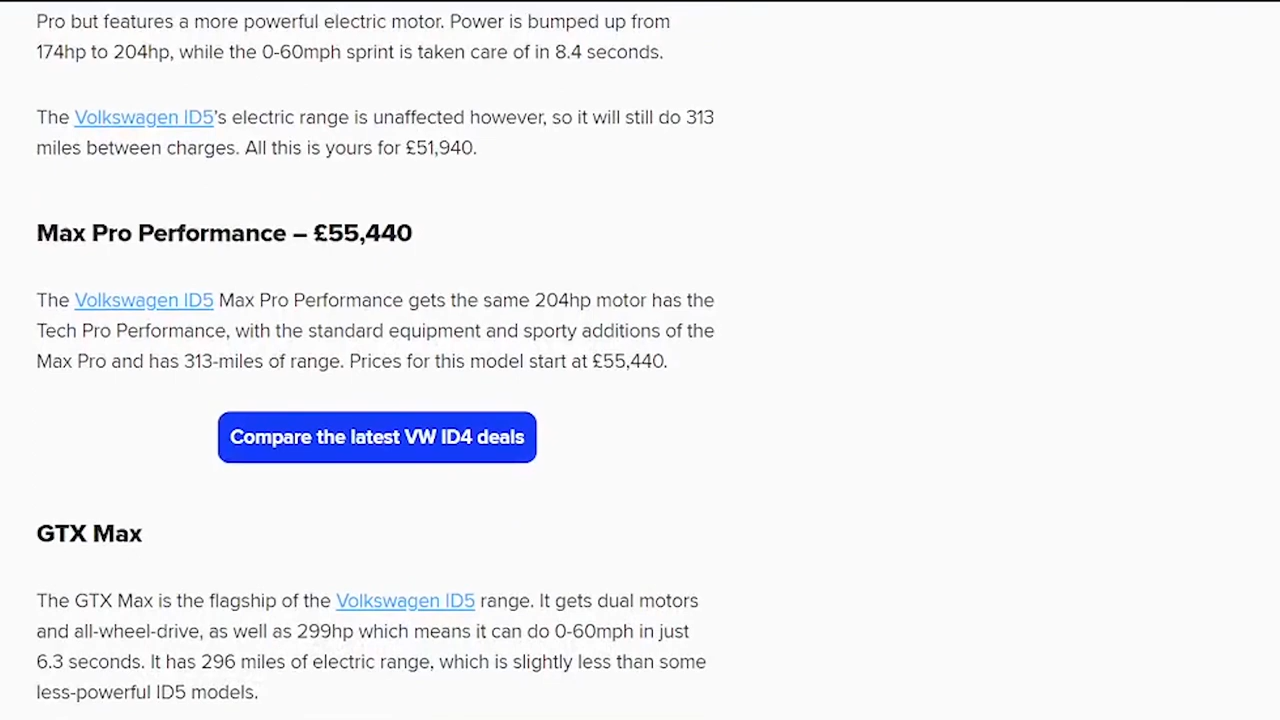 Pro but features a more powerful electric motor. Power is bumped up from
174hp to 204hp, while the 0-60mph sprint is taken care of in 8.4 seconds.
The Volkswagen ID5's electric range is unaffected however, so it will still do 313
miles between charges. All this is yours for £51,940.
Max Pro Performance – £55,440
The Volkswagen ID5 Max Pro Performance gets the same 204hp motor has the
Tech Pro Performance, with the standard equipment and sporty additions of the
Max Pro and has 313-miles of range. Prices for this model start at £55,440.
Compare the latest VW ID4 deals
GTX Max
The GTX Max is the flagship of the Volkswagen ID5 range. It gets dual motors
and all-wheel-drive, as well as 299hp which means it can do 0-60mph in just
6.3 seconds. It has 296 miles of electric range, which is slightly less than some
less-powerful ID5 models.